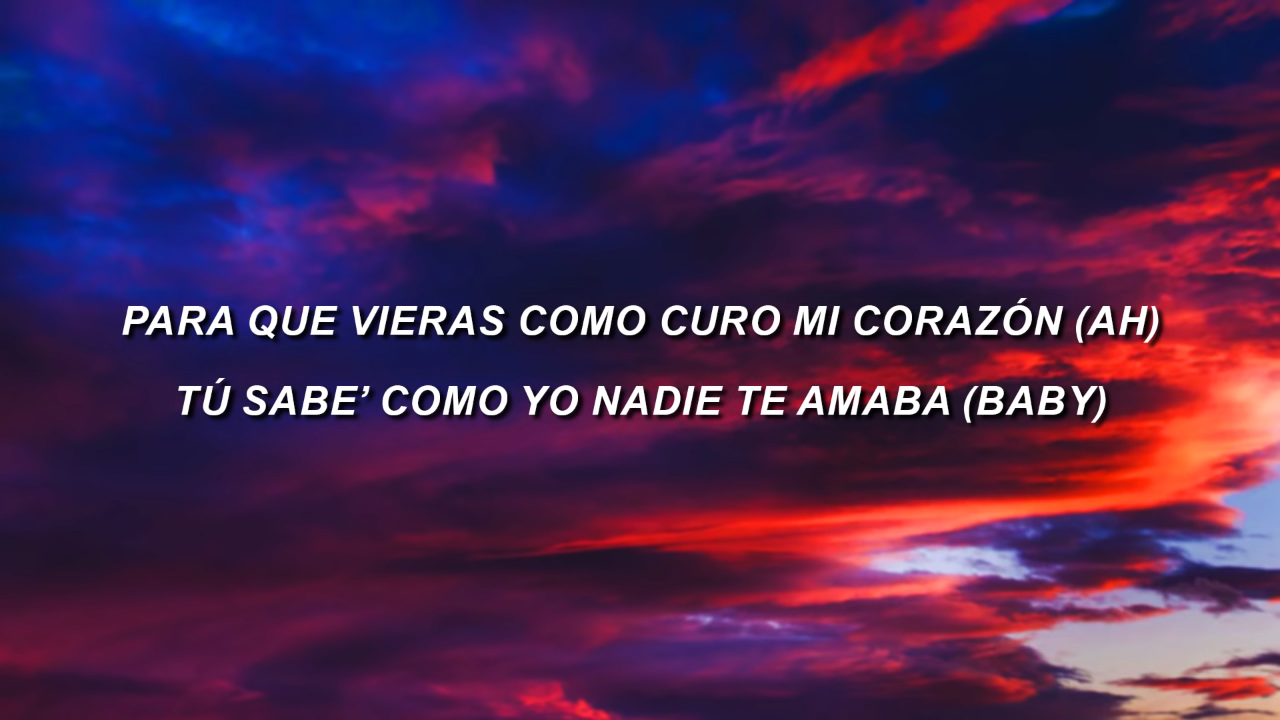 PARA QUE VIERAS COMO CURO MI CORAZÓN (AH)
TÚ SABE’ COMO YO NADIE TE AMABA (BABY)